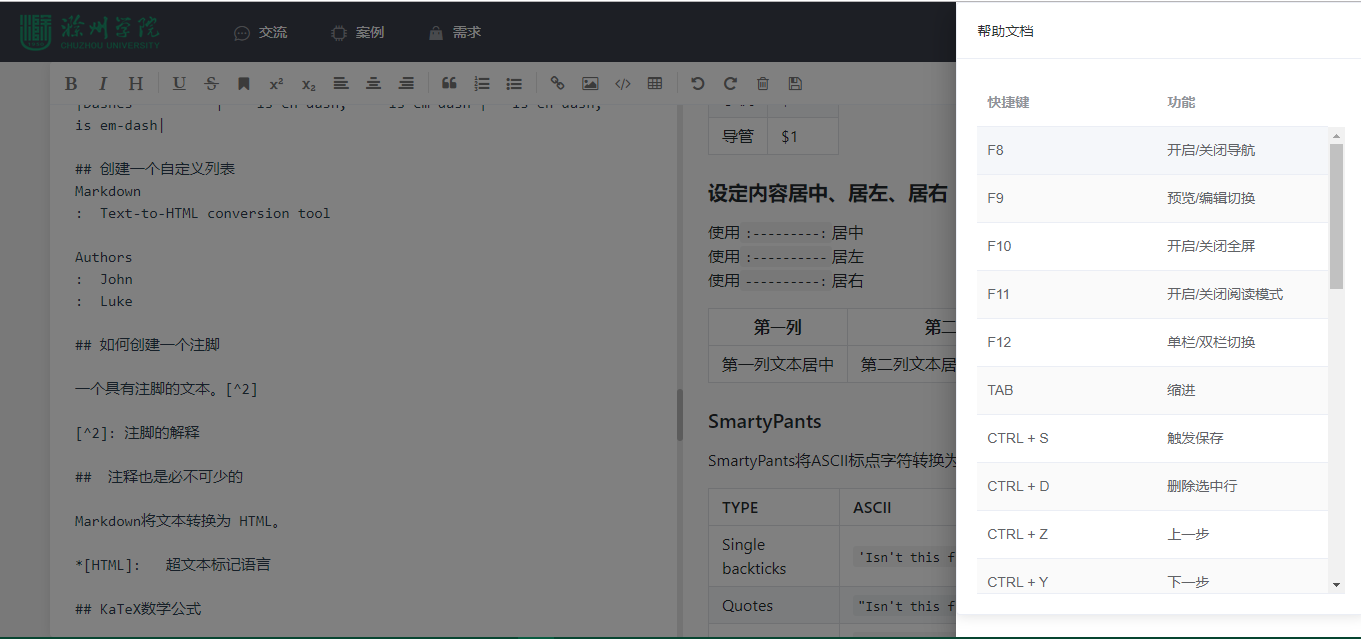 滁州学院
CHUZHOU UNIVERSITY
交流
案例
需求
B I H U S x² x₂
is em-dash|
## 创建一个自定义列表
Markdown
:  Text-to-HTML conversion tool
Authors
:  John
:  Luke
## 如何创建一个注脚
一个具有注脚的文本。[^2]
[^2]: 注脚的解释
##  注释也是必不可少的
Markdown将文本转换为 HTML。
*[HTML]:   超文本标记语言
## KaTeX数学公式
导管 $1
设定内容居中、居左、居右
使用 :---------: 居中
使用 :---------- 居左
使用 ----------: 居右
第一列 第二
第一列文本居中 第二列文本居
SmartyPants
SmartyPants将ASCII标点字符转换为
TYPE ASCII
Single
backticks
'Isn't this f
Quotes "Isn't this f
帮助文档
快捷键 功能
F8 开启/关闭导航
F9 预览/编辑切换
F10 开启/关闭全屏
F11 开启/关闭阅读模式
F12 单栏/双栏切换
TAB 缩进
CTRL + S 触发保存
CTRL + D 删除选中行
CTRL + Z 上一步
CTRL + Y 下一步